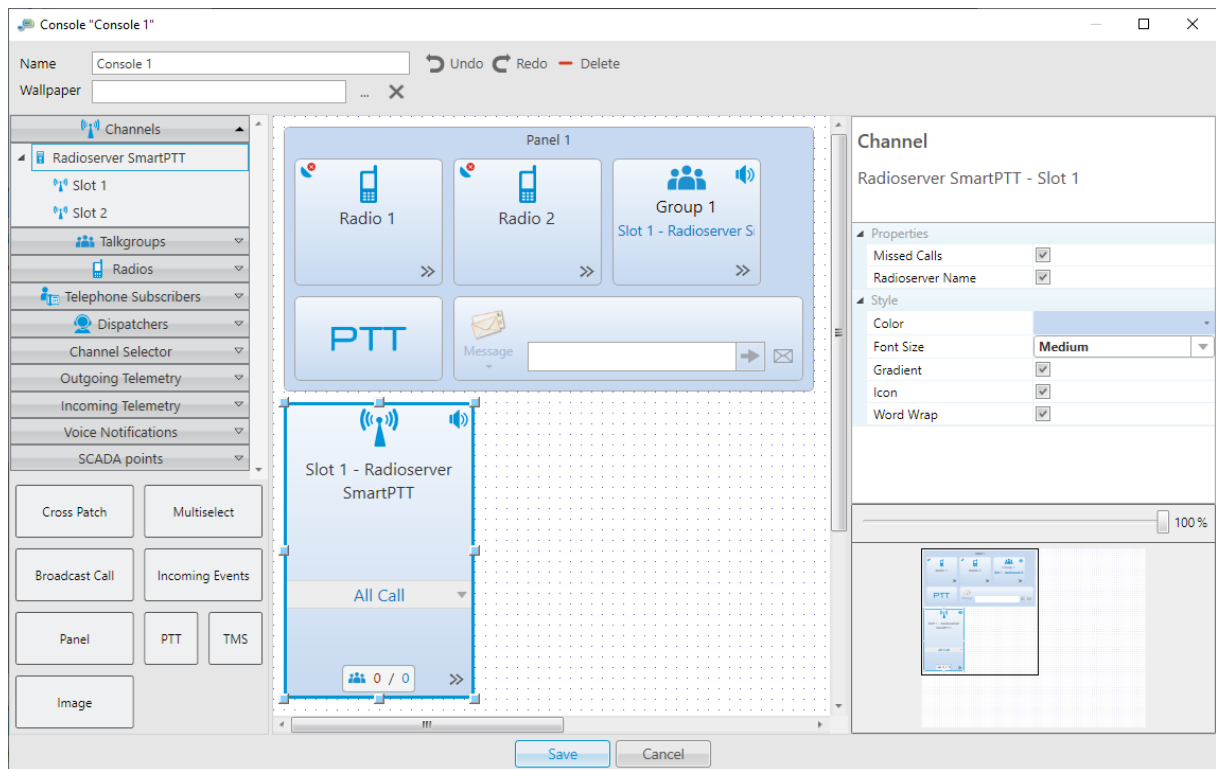 Console "Console 1"
Name
Console 1
Undo
Redo
Delete
Wallpaper
...
Channels
Radioserver SmartPTT
Slot 1
Slot 2
Talkgroups
Radios
Telephone Subscribers
Dispatchers
Channel Selector
Outgoing Telemetry
Incoming Telemetry
Voice Notifications
SCADA points
Cross Patch
Multiselect
Broadcast Call
Incoming Events
Panel
PTT
TMS
Image
Panel 1
Radio 1
Radio 2
Group 1
Slot 1 - Radioserver S
PTT
Message
Slot 1 - Radioserver
SmartPTT
All Call
0 / 0
Channel
Radioserver SmartPTT - Slot 1
Properties
Missed Calls
Radioserver Name
Style
Color
Font Size
Medium
Gradient
Icon
Word Wrap
100 %
PTT
Save
Cancel